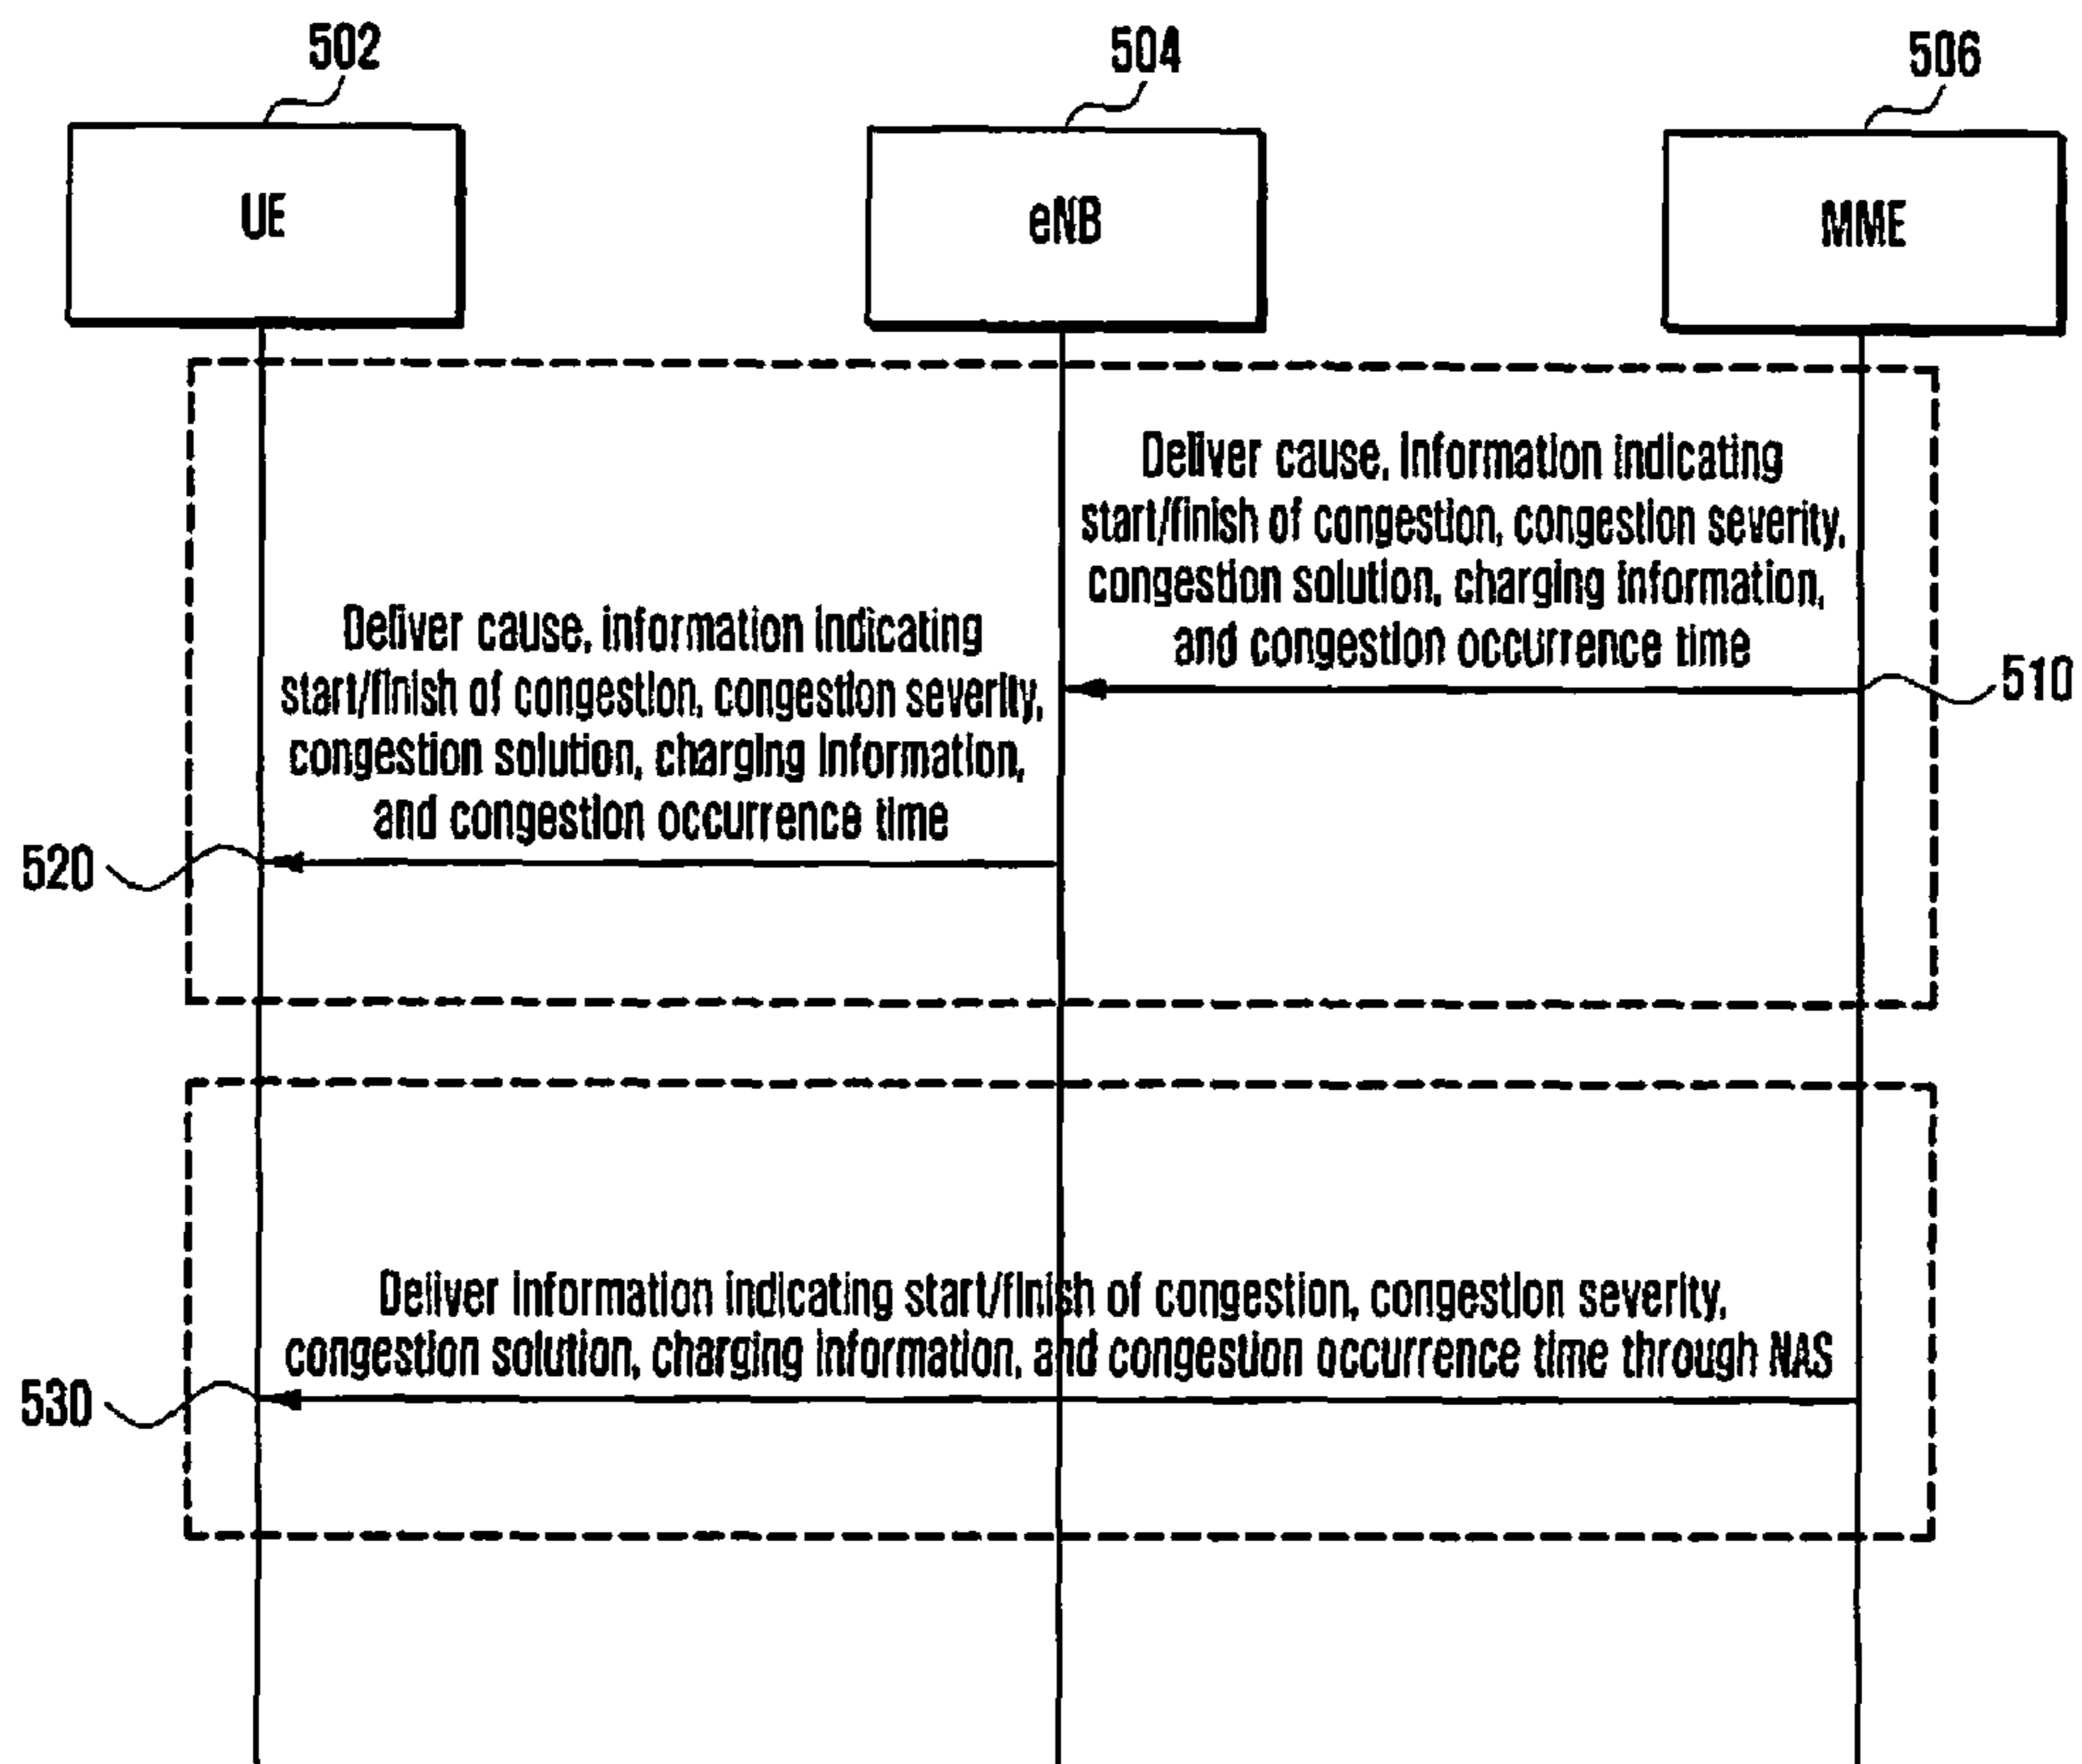 502
504
506
UE
eNB
MME
Deliver cause, information indicating
start/finish of congestion, congestion severity,
congestion solution, charging information,
and congestion occurrence time
510
Deliver cause, information indicating
start/finish of congestion, congestion severity,
congestion solution, charging information,
and congestion occurrence time
520
Deliver information indicating start/finish of congestion, congestion severity,
congestion solution, charging information, and congestion occurrence time through NAS
530